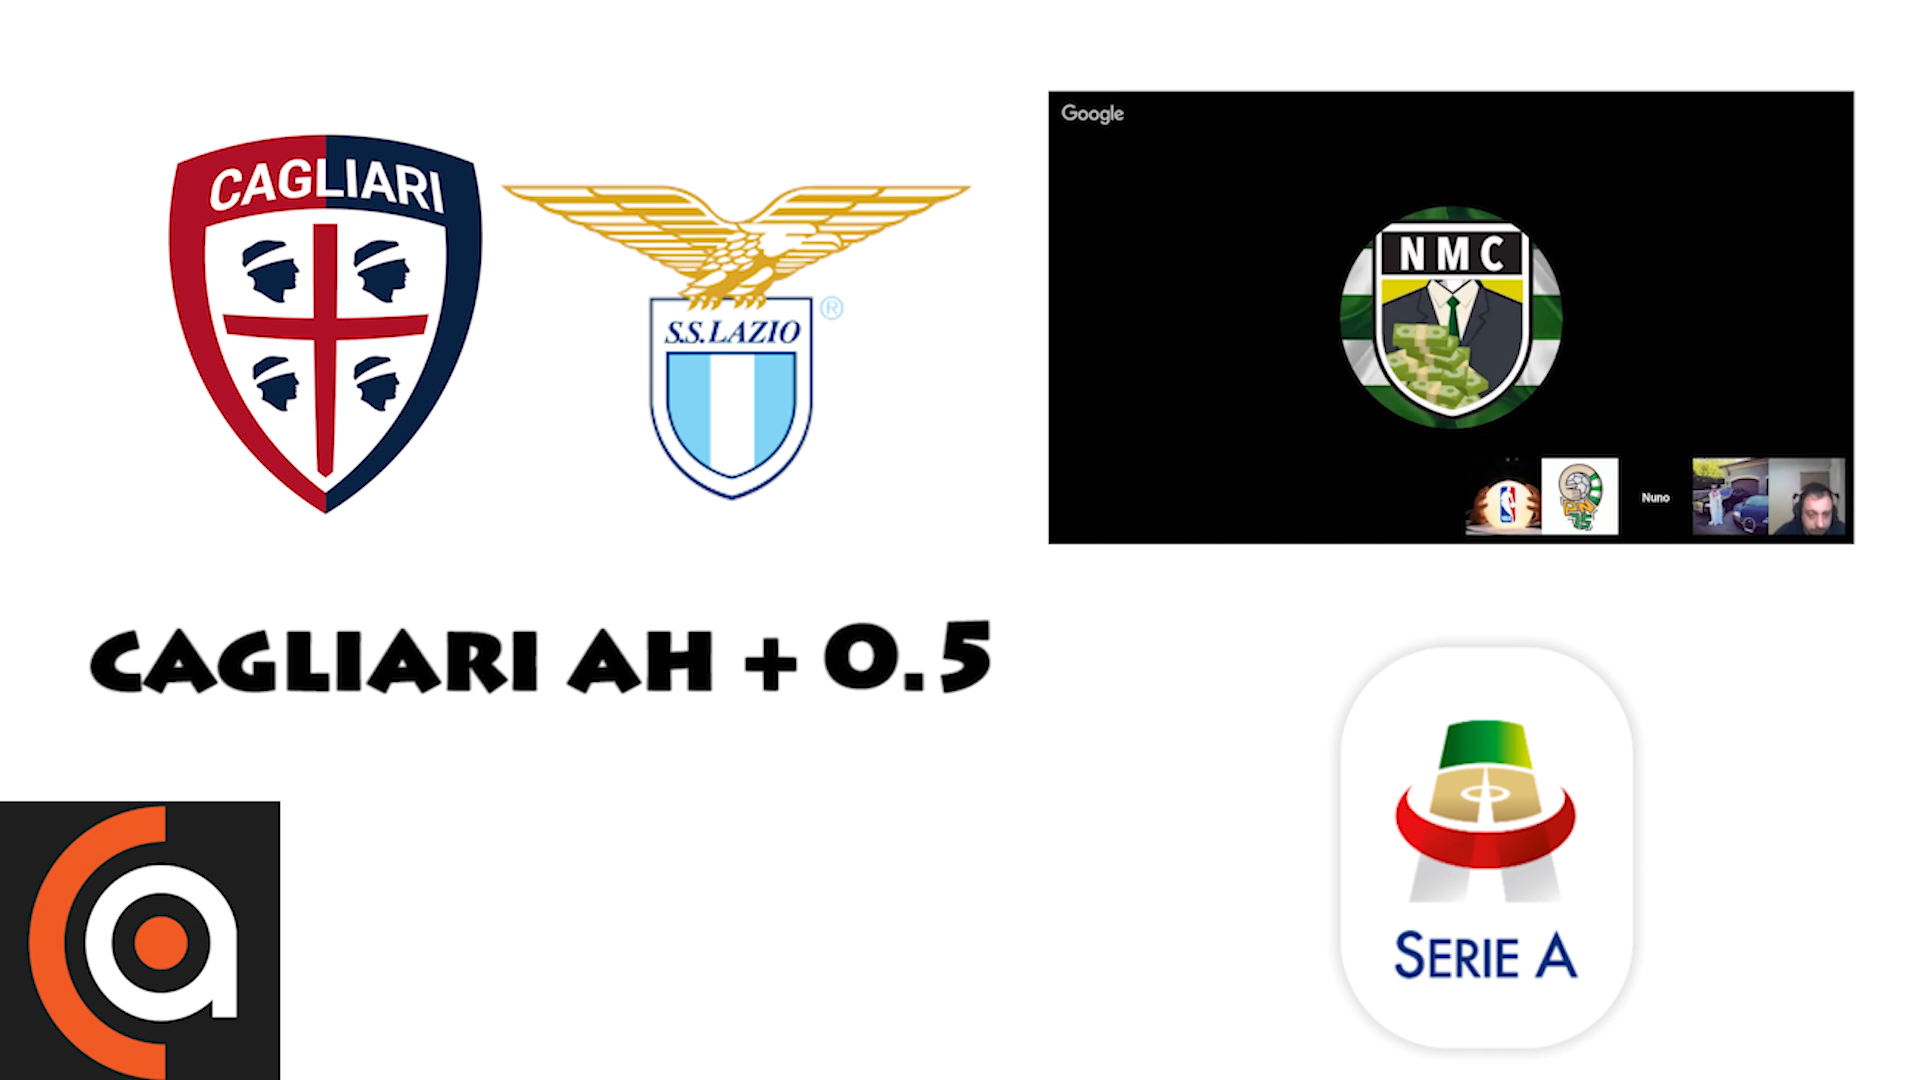 CAGLIARI
S.S.LAZIO
®
Google
NMC
Nuno
CAGLIARI AH + 0.5
SERIE A